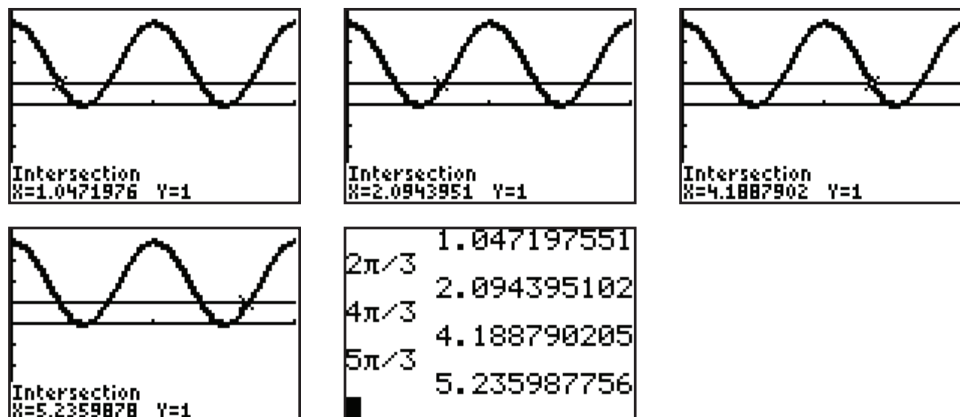 Intersection
X=1.0471976 Y=1
Intersection
X=2.0943951 Y=1
Intersection
X=4.1887902 Y=1
Intersection
X=5.2359878 Y=1
1.047197551
2π/3
2.094395102
4π/3
4.188790205
5π/3
5.235987756